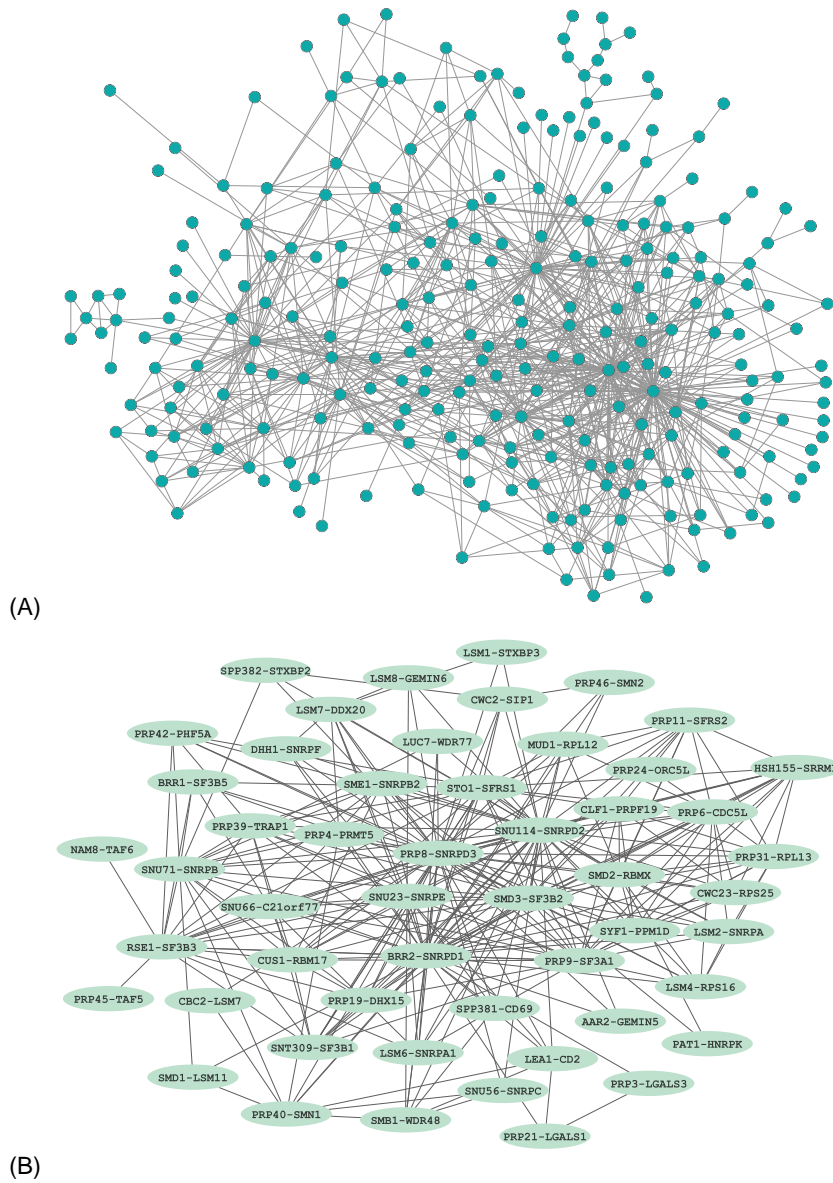 (A)
LSM1-STXBP3
SPP382-STXBP2
LSM8-GEMIN6
PRP46-SMN2
CWC2-SIP1
LSM7-DDX20
PRP11-SFRS2
PRP42-PHF5A
LUC7-WDR77
MUD1-RPL12
DHH1-SNRPF
PRP24-ORC5L
HSH155-SRRM1
BRR1-SF3B5
SME1-SNRPB2
STO1-SFRS1
CLF1-PRPF19
PRP6-CDC5L
PRP39-TRAP1
PRP4-PRMT5
SNU114-SNRPD2
NAM8-TAF6
PRP8-SNRPD3
PRP31-RPL13
SNU71-SNRPB
SMD2-RBMX
SNU66-C21orf77
SNU23-SNRPE
SMD3-SF3B2
CWC23-RPS25
SYF1-PPM1D
LSM2-SNRPA
RSE1-SF3B3
CUS1-RBM17
BRR2-SNRPD1
PRP9-SF3A1
LSM4-RPS16
PRP45-TAF5
CBC2-LSM7
PRP19-DHX15
SPP381-CD69
AAR2-GEMIN5
PAT1-HNRPK
SNT309-SF3B1
LSM6-SNRPA1
LEA1-CD2
SMD1-LSM11
SNU56-SNRPC
PRP3-LGALS3
PRP40-SMN1
SMB1-WDR48
PRP21-LGALS1
(B)